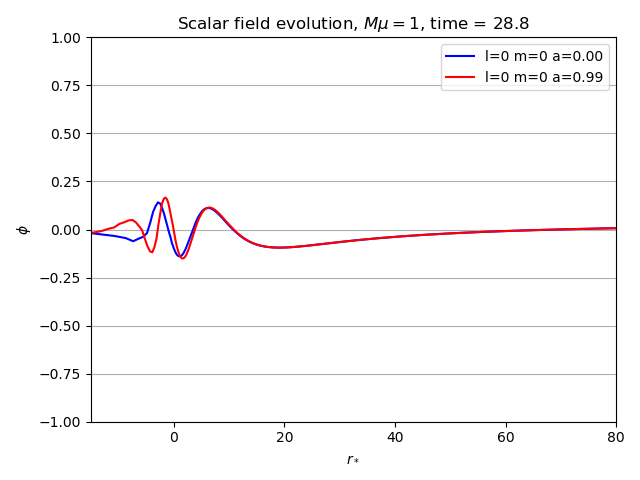 Scalar field evolution, Mμ = 1, time = 28.8
l=0 m=0 a=0.00
l=0 m=0 a=0.99
1.00
0.75
0.50
0.25
0.00
−0.25
−0.50
−0.75
−1.00
ϕ
0 20 40 60 80
r*